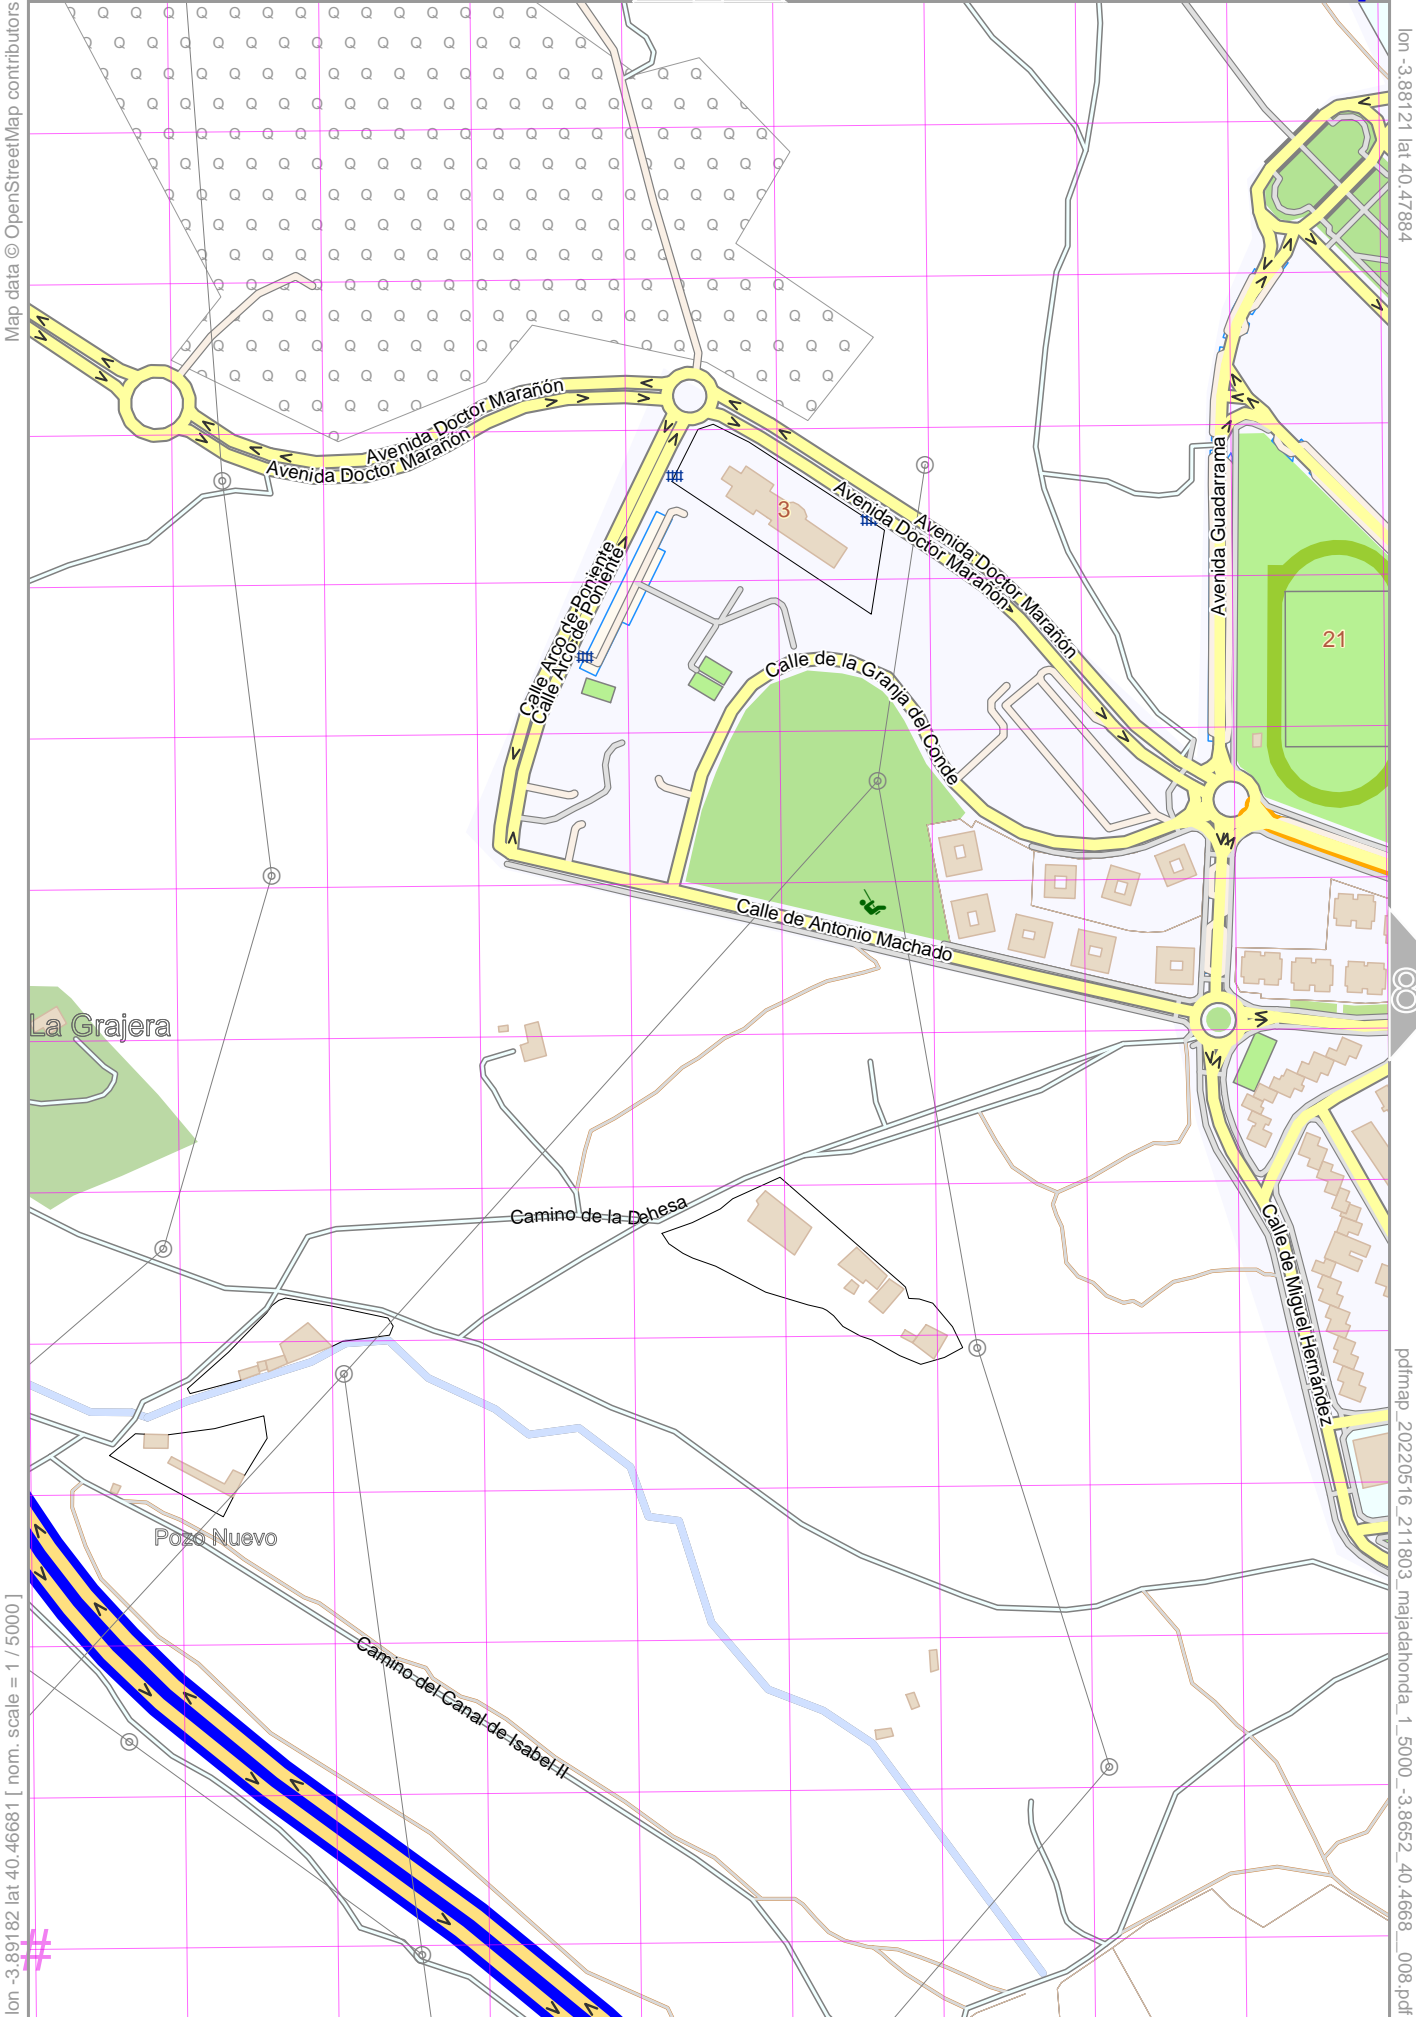 Map data © OpenStreetMap contributors
lon -3.88121 lat 40.47884
Avenida Doctor Marañón
Avenida Doctor Marañón
3
Avenida Doctor Marañón
Avenida Doctor Marañón
Avenida Guadarrama
21
Calle Arco de Poniente
Calle Arco de Poniente
Calle de la Granja del Conde
Calle de Antonio Machado
8
La Grajera
Camino de la Dehesa
Calle de Miguel Hernández
Pozo Nuevo
Camino del Canal de Isabel II
#
lon -3.89182 lat 40.46681 [ nom. scale = 1 / 5000 ]
pdfmap_20220516_211803_majadahonda_1_5000_-3.8652_40.4668__008.pdf